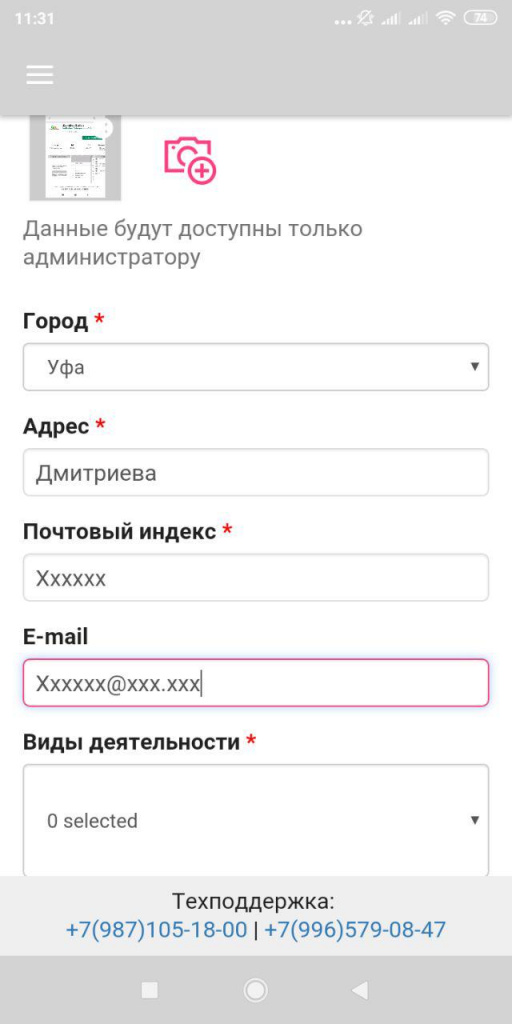 11:31
74
Данные будут доступны только
администратору
Город *
Уфа
Адрес *
Дмитриева
Почтовый индекс *
Xxxxxx
E-mail
Xxxxxx@xxx.xxx
Виды деятельности *
0 selected
Техподдержка:
+7(987)105-18-00 | +7(996)579-08-47